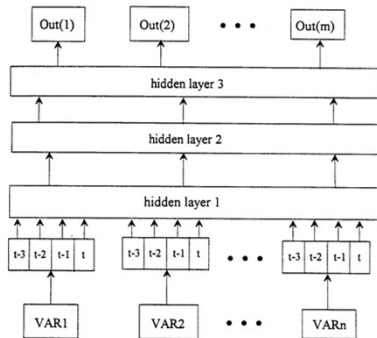 Out(1) Out(2) • • • Out(m)
hidden layer 3
hidden layer 2
hidden layer 1
t-3 t-2 t-1 t t-3 t-2 t-1 t • • • t-3 t-2 t-1 t
VAR1 VAR2 • • • VARn